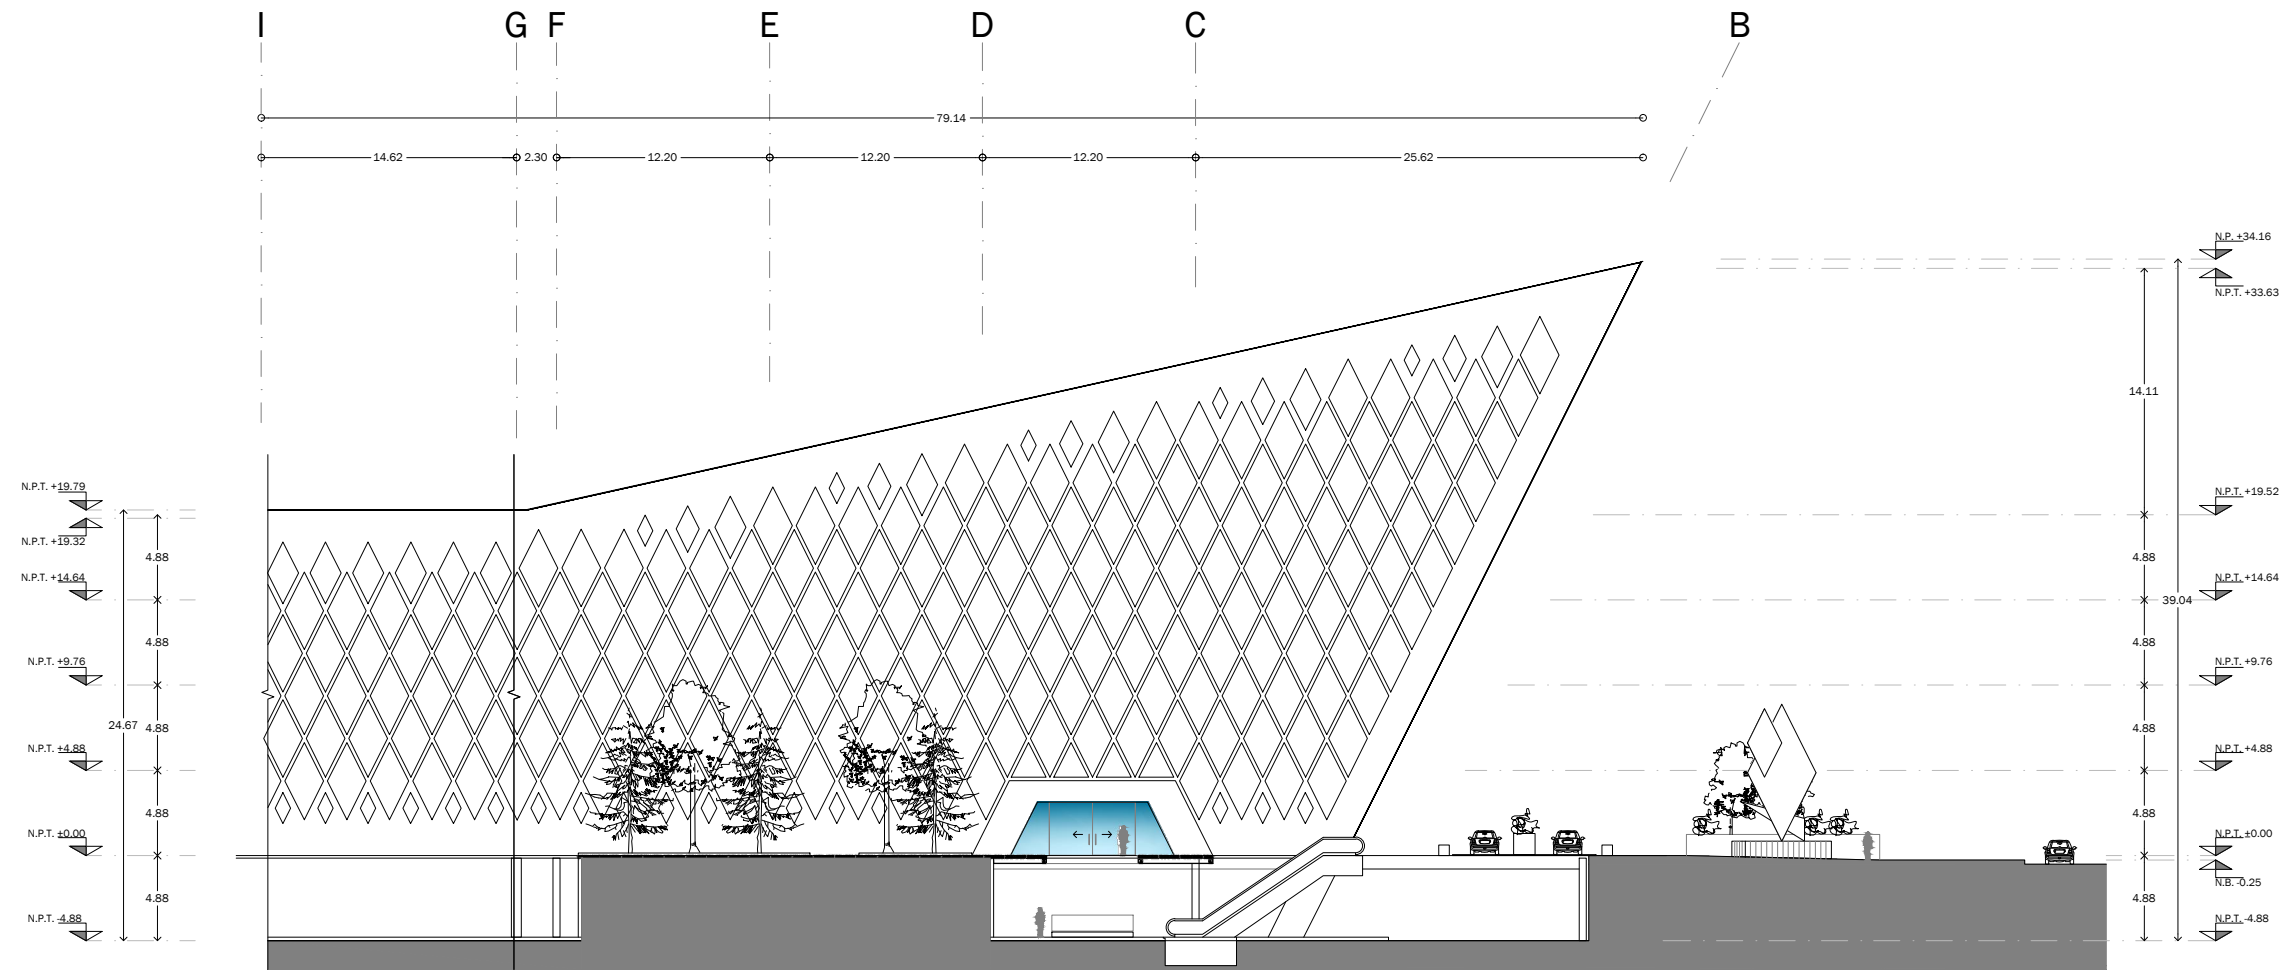 I G F E D C B
79.14
14.62 2.30 12.20 12.20 12.20 25.62
N.P. +34.16
N.P.T. +33.63
14.11
N.P.T. +19.79
N.P.T. +19.52
N.P.T. +19.32
4.88 4.88
N.P.T. +14.64 N.P.T. +14.64
39.04
4.88 4.88
N.P.T. +9.76 N.P.T. +9.76
24.67 4.88 4.88
N.P.T. +4.88 N.P.T. +4.88
4.88 4.88
N.P.T. ±0.00 N.P.T. ±0.00
N.B. -0.25
4.88 4.88
N.P.T. -4.88 N.P.T. -4.88